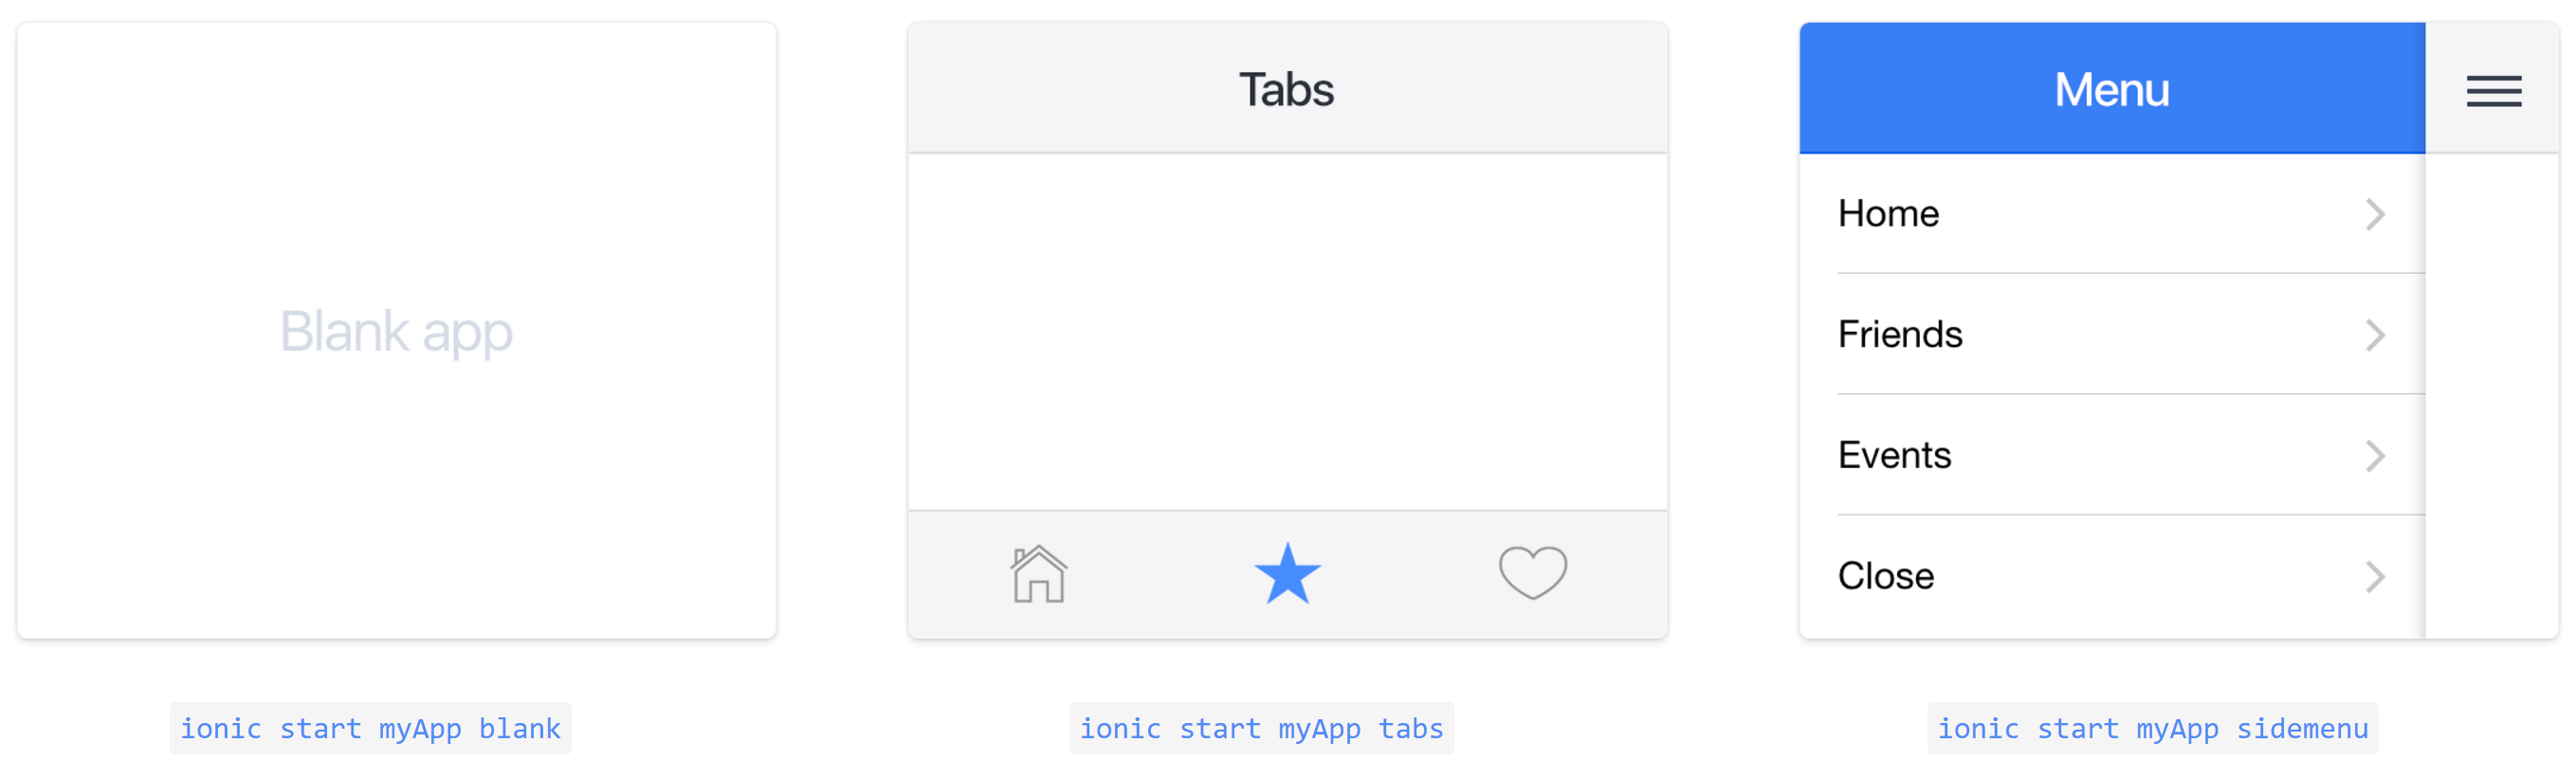 Blank app
ionic start myApp blank
Tabs
ionic start myApp tabs
Menu
Home
Friends
Events
Close
ionic start myApp sidemenu